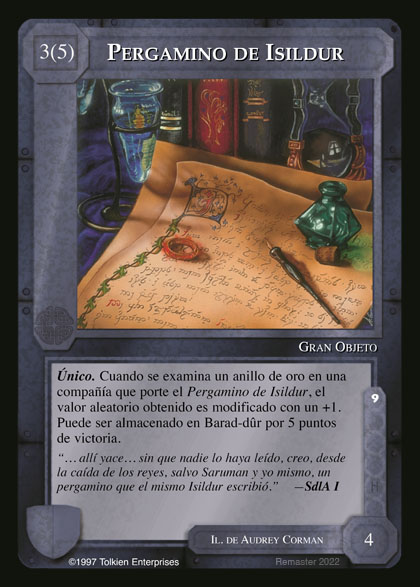 3(5)
PERGAMINO DE ISILDUR
GRAN OBJETO
Único. Cuando se examina un anillo de oro en una
compañía que porte el Pergamino de Isildur, el
valor aleatorio obtenido es modificado con un +1.
Puede ser almacenado en Barad-dûr por 5 puntos
de victoria.
“… allí yace… sin que nadie lo haya leído, creo, desde
la caída de los reyes, salvo Saruman y yo mismo, un
pergamino que el mismo Isildur escribió.” —SdlA I
9
H
IL. DE AUDREY CORMAN
4
©1997 Tolkien Enterprises
Remaster 2022